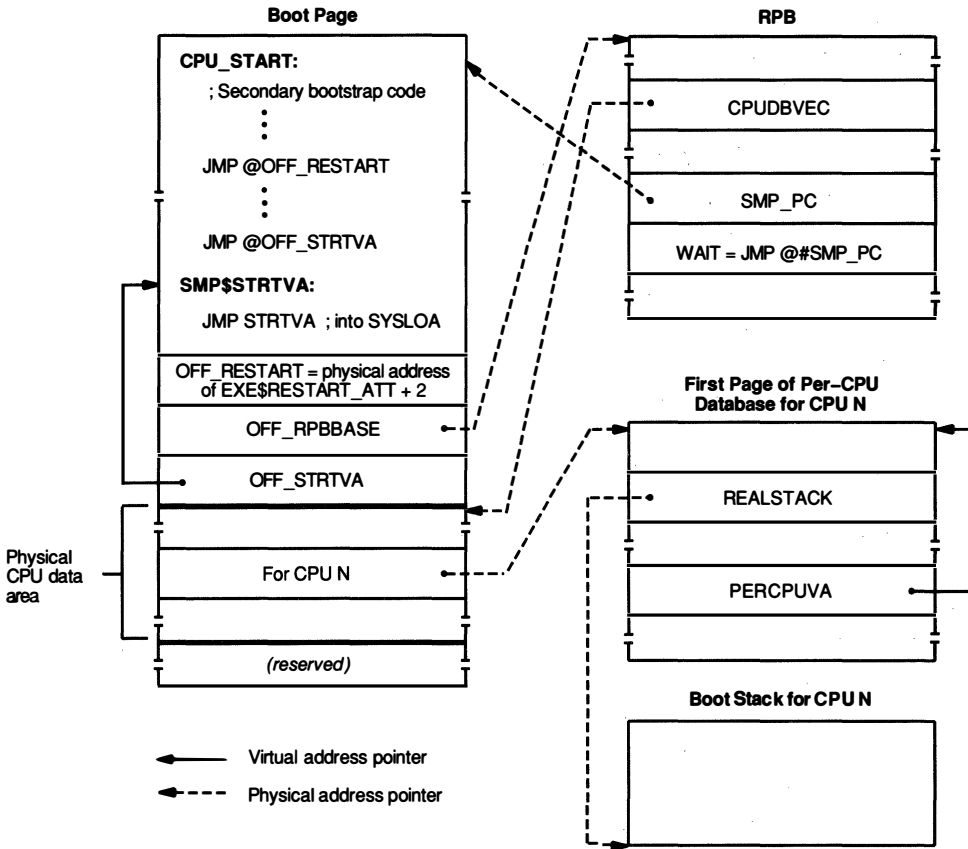 Boot Page
CPU_START:
; Secondary bootstrap code
JMP @OFF_RESTART
JMP @OFF_STRTVA
SMP$STRTVA:
JMP STRTVA ; into SYSLOA
OFF_RESTART = physical address
of EXE$RESTART_ATT + 2
OFF_RPBBASE
OFF_STRTVA
Physical
CPU data
area
For CPU N
(reserved)
Virtual address pointer
Physical address pointer
RPB
CPUDBVEC
SMP_PC
WAIT = JMP @#SMP_PC
First Page of Per–CPU
Database for CPU N
REALSTACK
PERCPUVA
Boot Stack for CPU N